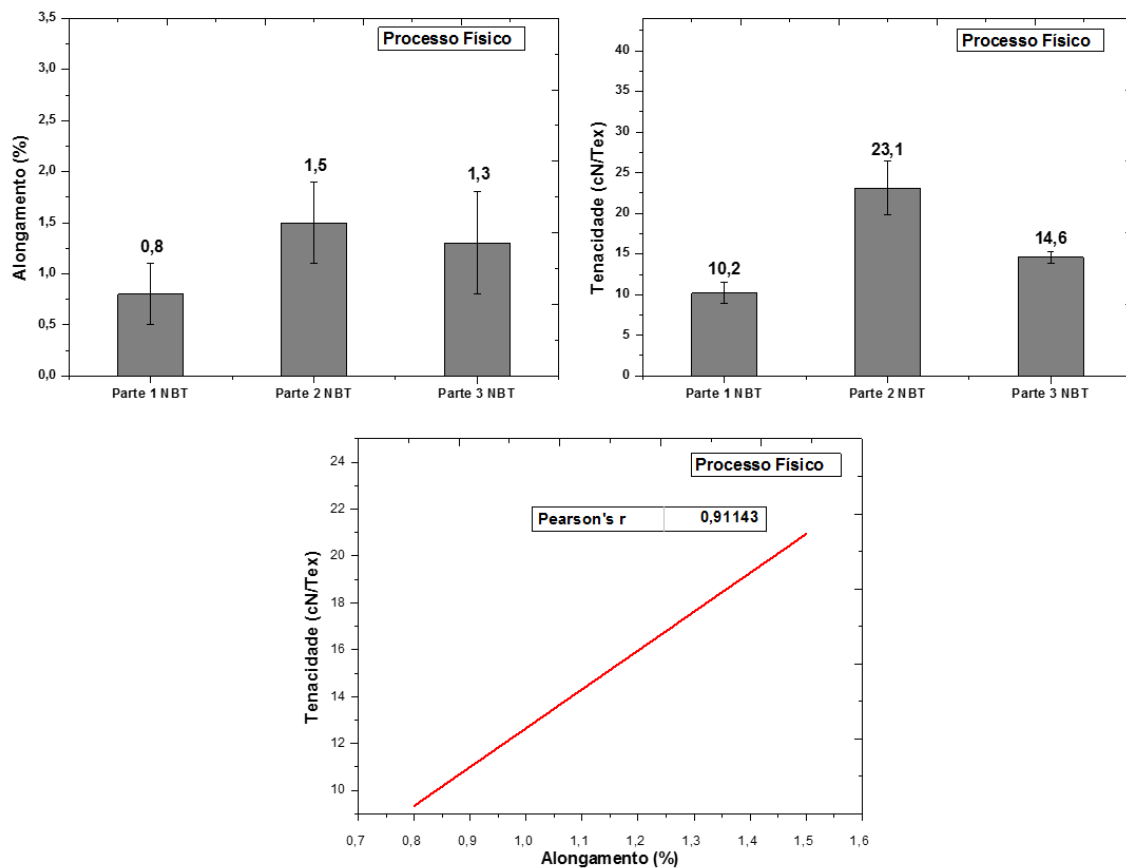 Processo Físico
Alongamento (%)
3,5
3,0
2,5
2,0
1,5
1,0
0,5
0,0
0,8
1,5
1,3
Parte 1 NBT
Parte 2 NBT
Parte 3 NBT
Processo Físico
Tenacidade (cN/Tex)
40
35
30
25
20
15
10
5
0
10,2
23,1
14,6
Parte 1 NBT
Parte 2 NBT
Parte 3 NBT
Processo Físico
Pearson's r 0,91143
Tenacidade (cN/Tex)
24
22
20
18
16
14
12
10
0,7 0,8 0,9 1,0 1,1 1,2 1,3 1,4 1,5 1,6
Alongamento (%)